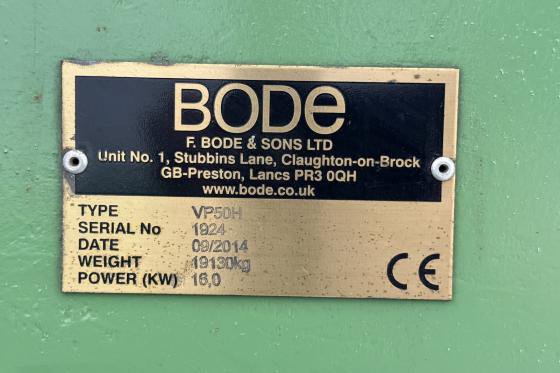 BODe
F. BODE & SONS LTD
Unit No. 1, Stubbins Lane, Claughton-on-Brock
GB-Preston, Lancs PR3 0QH
www.bode.co.uk
TYPE VP50H
SERIAL No 1924
DATE 09/2014
WEIGHT 19130kg
POWER (KW) 16,0
CE